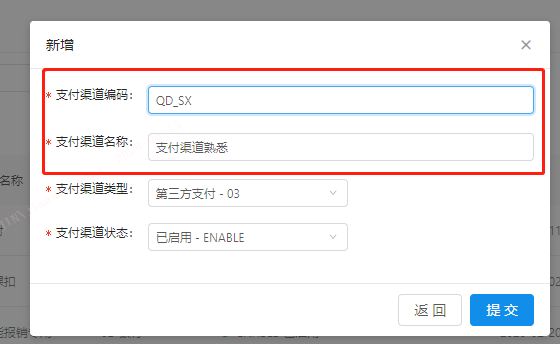 新增
* 支付渠道编码:
QD_SX
* 支付渠道名称:
支付渠道熟悉
名称
* 支付渠道类型:
第三方支付 - 03
* 支付渠道状态:
已启用 - ENABLE
返 回
提 交